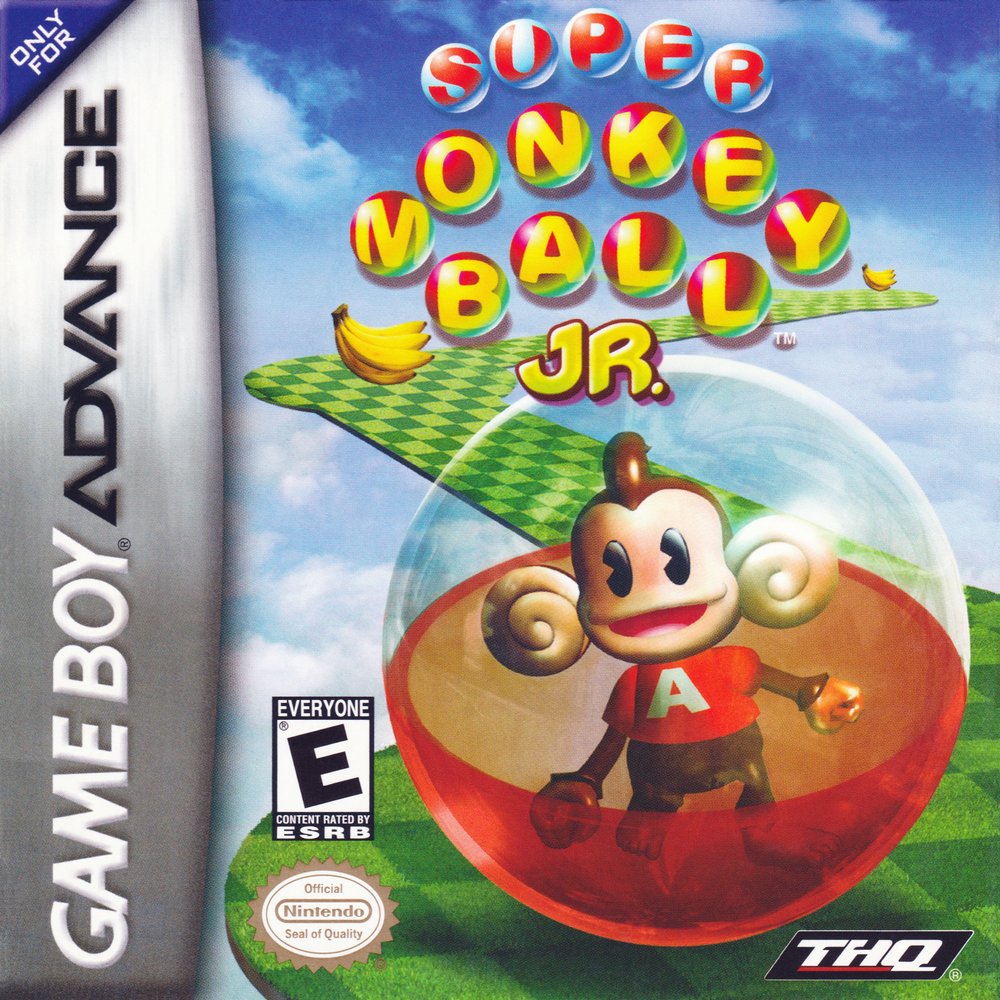 ONLY
FOR
GAME BOY ADVANCE
®
SUPER
MONKEY
BALL
JR.
TM
A
EVERYONE
®
E
CONTENT RATED BY
ESRB
Official
Nintendo
Seal of Quality
®
THQ
®